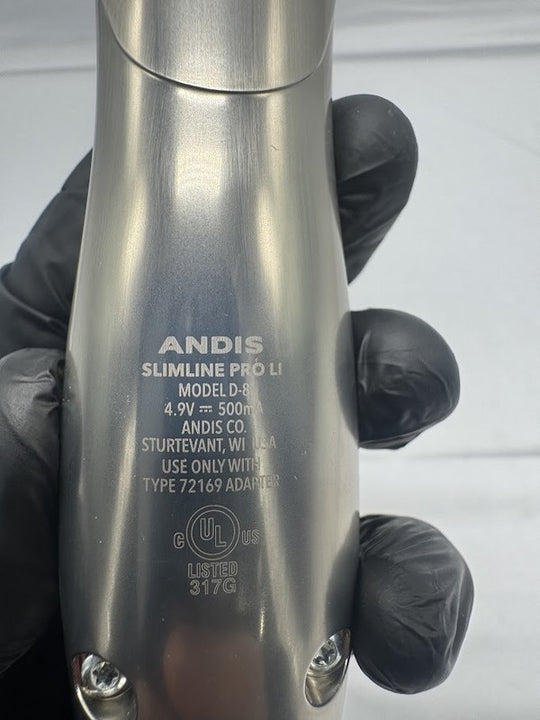 ANDIS
SLIMLINE PRO LI
MODEL D-8
4.9V ⎓ 500mA
ANDIS CO.
STURTEVANT, WI USA
USE ONLY WITH
TYPE 72169 ADAPTER
C UL US
LISTED
317G